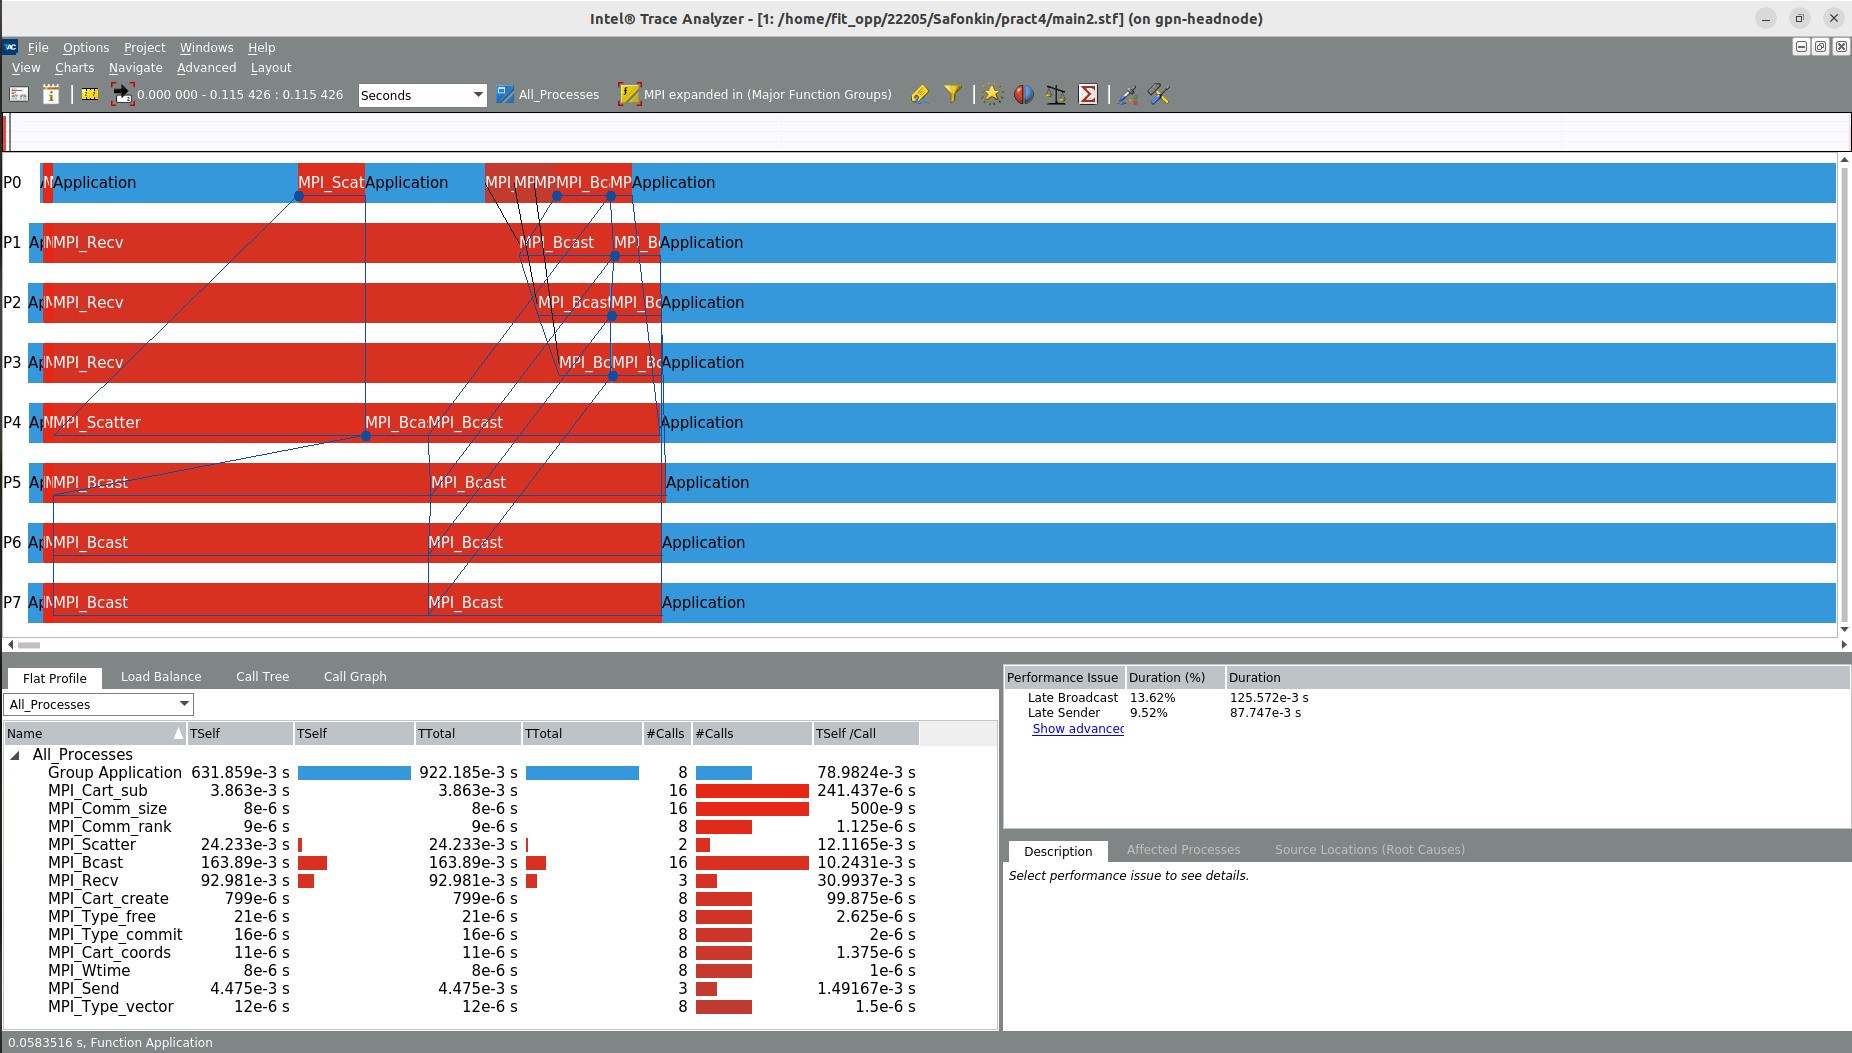 Intel® Trace Analyzer - [1: /home/fit_opp/22205/Safonkin/pract4/main2.stf] (on gpn-headnode)
File Options Project Windows Help
View Charts Navigate Advanced Layout
0.000 000 - 0.115 426 : 0.115 426 Seconds All_Processes MPI expanded in (Major Function Groups)
P0 Application MPI_Scat Application MPI_ MP MP MPI_Bc MP Application
P1 Ap MPI_Recv MPI_Bcast MPI_B Application
P2 Ap MPI_Recv MPI_Bcast MPI_Bc Application
P3 Ap MPI_Recv MPI_Bc MPI_Bc Application
P4 Ap MPI_Scatter MPI_Bca MPI_Bcast Application
P5 Ap MPI_Bcast MPI_Bcast Application
P6 Ap MPI_Bcast MPI_Bcast Application
P7 Ap MPI_Bcast MPI_Bcast Application
Flat Profile Load Balance Call Tree Call Graph
All_Processes
Name TSelf TSelf TTotal TTotal #Calls #Calls TSelf /Call
All_Processes
Group Application 631.859e-3 s 922.185e-3 s 8 78.9824e-3 s
MPI_Cart_sub 3.863e-3 s 3.863e-3 s 16 241.437e-6 s
MPI_Comm_size 8e-6 s 8e-6 s 16 500e-9 s
MPI_Comm_rank 9e-6 s 9e-6 s 8 1.125e-6 s
MPI_Scatter 24.233e-3 s 24.233e-3 s 2 12.1165e-3 s
MPI_Bcast 163.89e-3 s 163.89e-3 s 16 10.2431e-3 s
MPI_Recv 92.981e-3 s 92.981e-3 s 3 30.9937e-3 s
MPI_Cart_create 799e-6 s 799e-6 s 8 99.875e-6 s
MPI_Type_free 21e-6 s 21e-6 s 8 2.625e-6 s
MPI_Type_commit 16e-6 s 16e-6 s 8 2e-6 s
MPI_Cart_coords 11e-6 s 11e-6 s 8 1.375e-6 s
MPI_Wtime 8e-6 s 8e-6 s 8 1e-6 s
MPI_Send 4.475e-3 s 4.475e-3 s 3 1.49167e-3 s
MPI_Type_vector 12e-6 s 12e-6 s 8 1.5e-6 s
Performance Issue Duration (%) Duration
Late Broadcast 13.62% 125.572e-3 s
Late Sender 9.52% 87.747e-3 s
Show advanced
Description Affected Processes Source Locations (Root Causes)
Select performance issue to see details.
0.0583516 s, Function Application